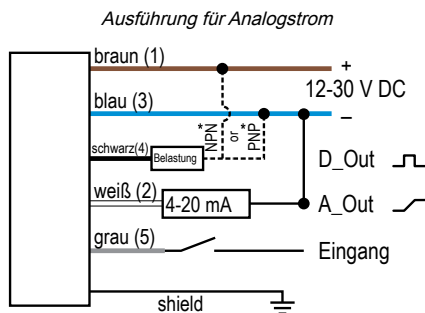 Ausführung für Analogstrom
braun (1)
+
12-30 V DC
blau (3)
–
* NPN
or
* PNP
schwarz(4)
Belastung
D_Out
weiß (2)
4-20 mA
A_Out
grau (5)
Eingang
shield